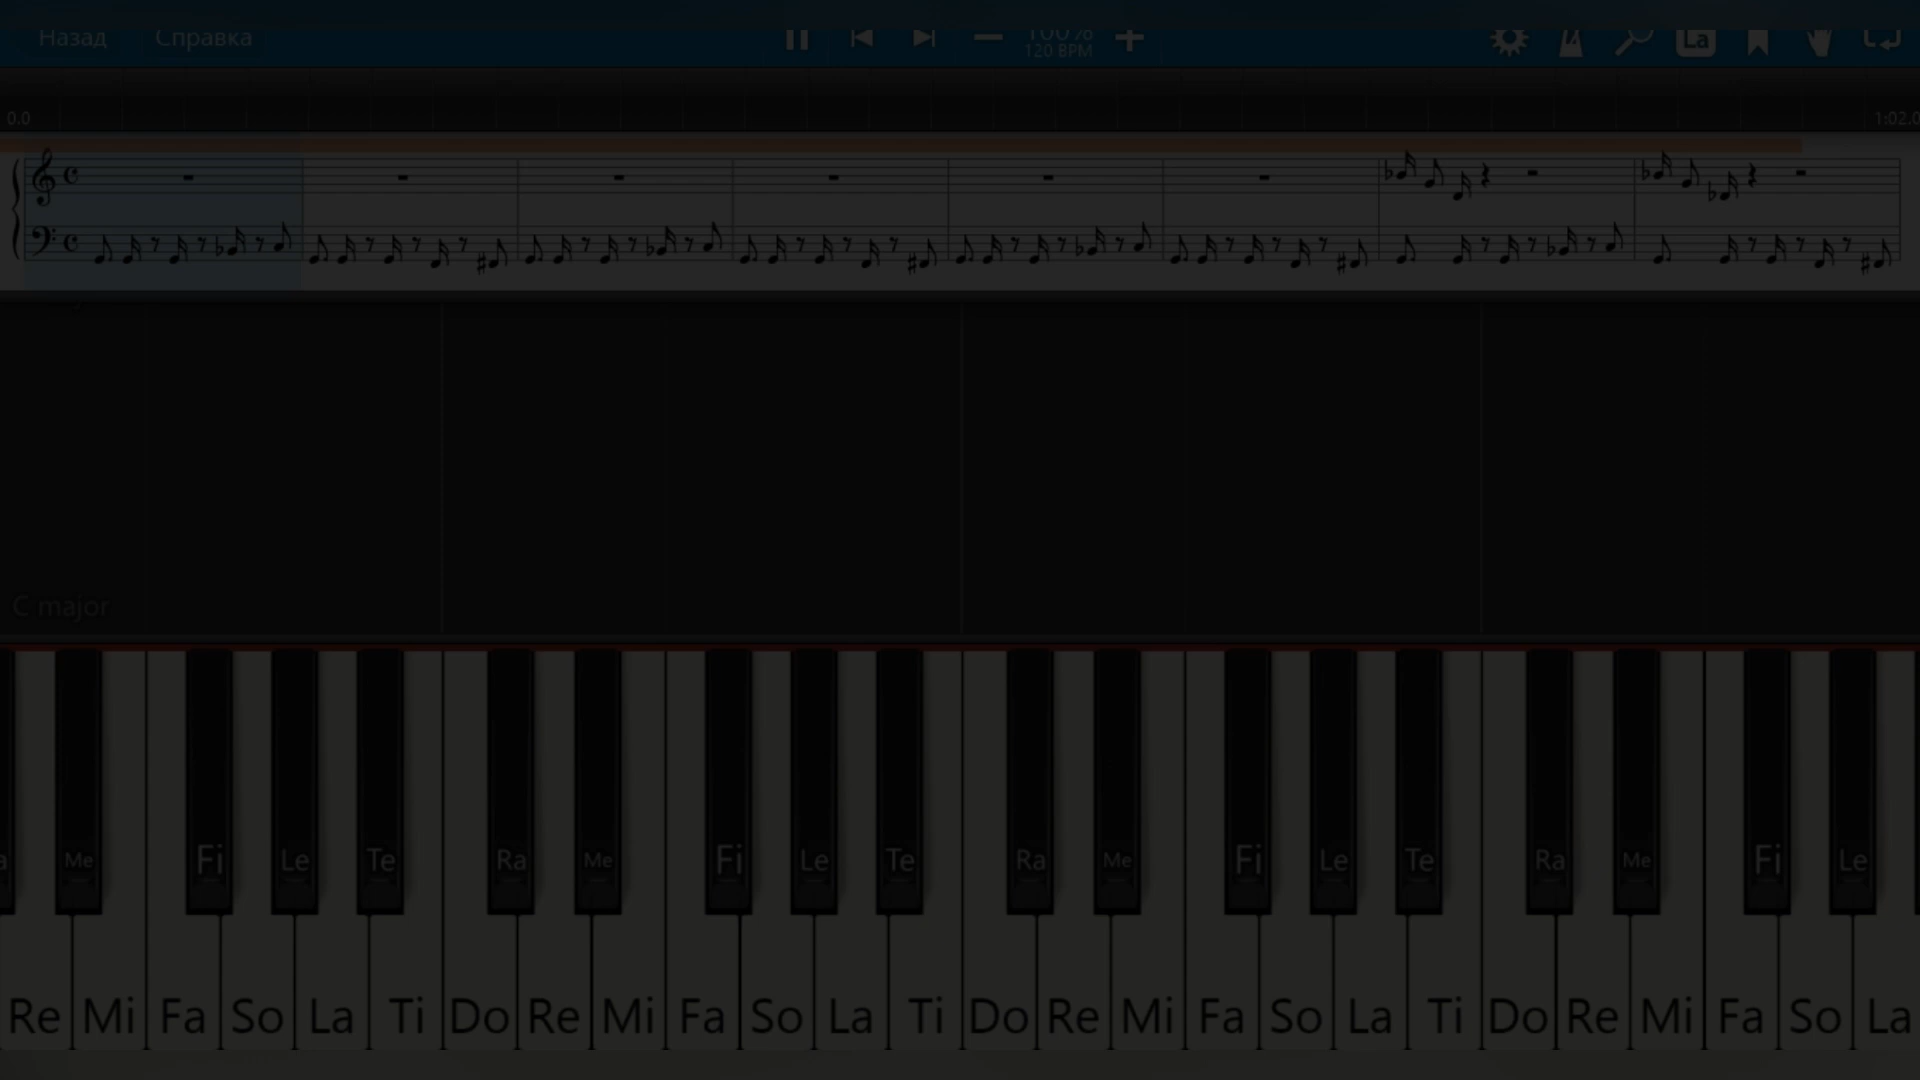 Назад Справка 100% La
120 BPM
0.0 1:02.0
C major
Me Fi Le Te Ra Me Fi Le Te Ra Me Fi Le Te Ra Me Fi Le
Re Mi Fa So La Ti Do Re Mi Fa So La Ti Do Re Mi Fa So La Ti Do Re Mi Fa So La